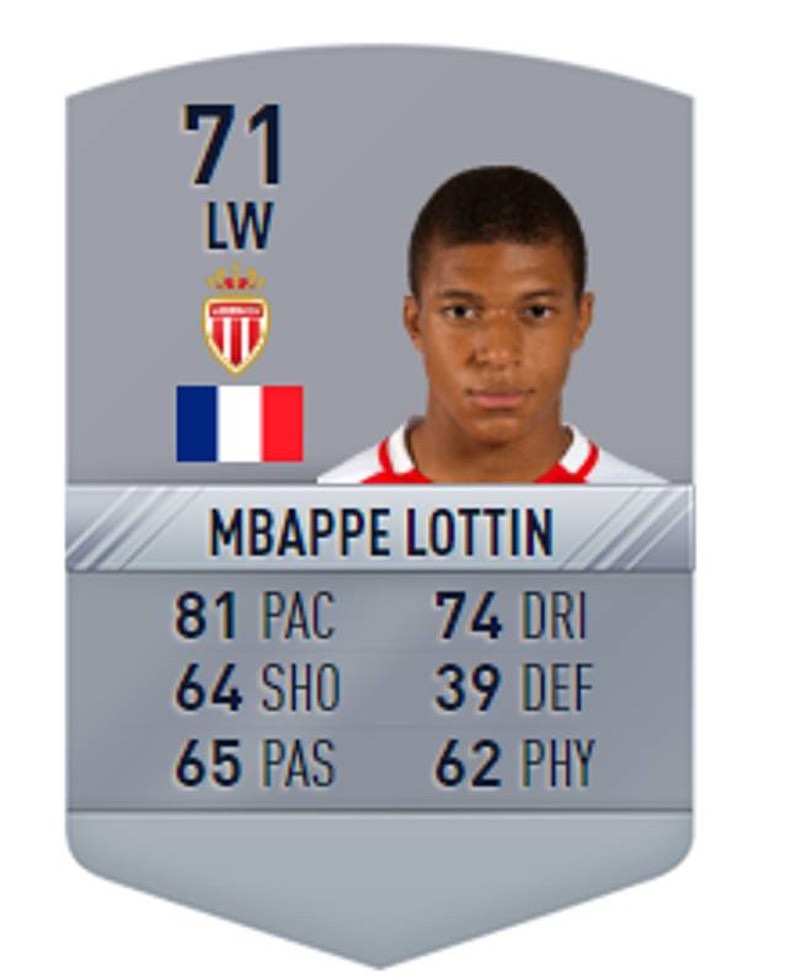 71
LW
MBAPPE LOTTIN
81 PAC 74 DRI
64 SHO 39 DEF
65 PAS 62 PHY